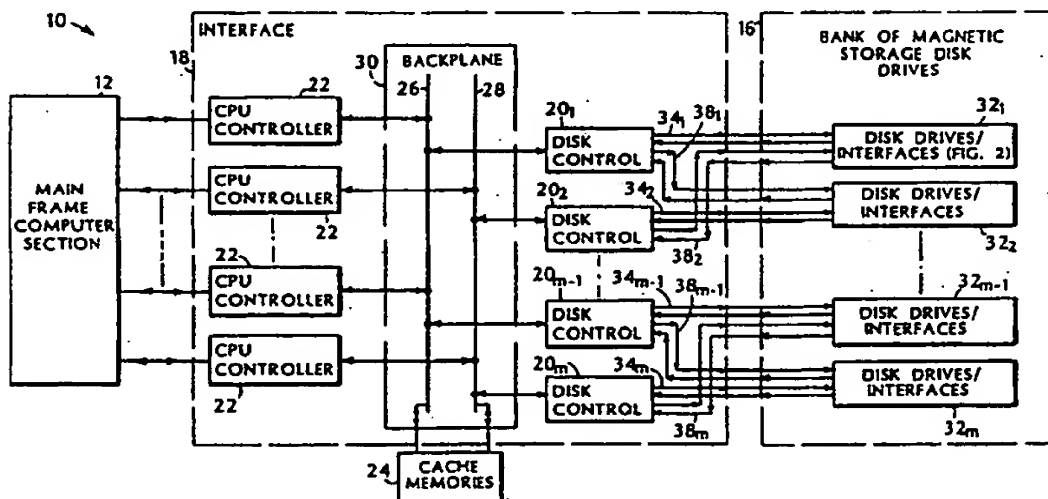 10
12
MAIN
FRAME
COMPUTER
SECTION
INTERFACE
18
22
CPU
CONTROLLER
CPU
CONTROLLER
22
22
CPU
CONTROLLER
CPU
CONTROLLER
22
BACKPLANE
30
26
28
24
CACHE
MEMORIES
20₁
DISK
CONTROL
34₁
38₁
20₂
DISK
CONTROL
34₂
38₂
20ₘ₋₁
DISK
CONTROL
34ₘ₋₁
38ₘ₋₁
20ₘ
DISK
CONTROL
34ₘ
38ₘ
16
BANK OF MAGNETIC
STORAGE DISK
DRIVES
32₁
DISK DRIVES/
INTERFACES (FIG. 2)
DISK DRIVES/
INTERFACES
32₂
32ₘ₋₁
DISK DRIVES/
INTERFACES
DISK DRIVES/
INTERFACES
32ₘ